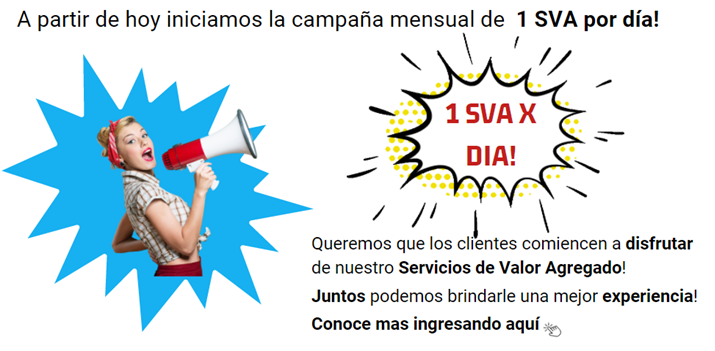 A partir de hoy iniciamos la campaña mensual de 1 SVA por día!
1 SVA X
DIA!
Queremos que los clientes comiencen a disfrutar
de nuestro Servicios de Valor Agregado!
Juntos podemos brindarle una mejor experiencia!
Conoce mas ingresando aquí